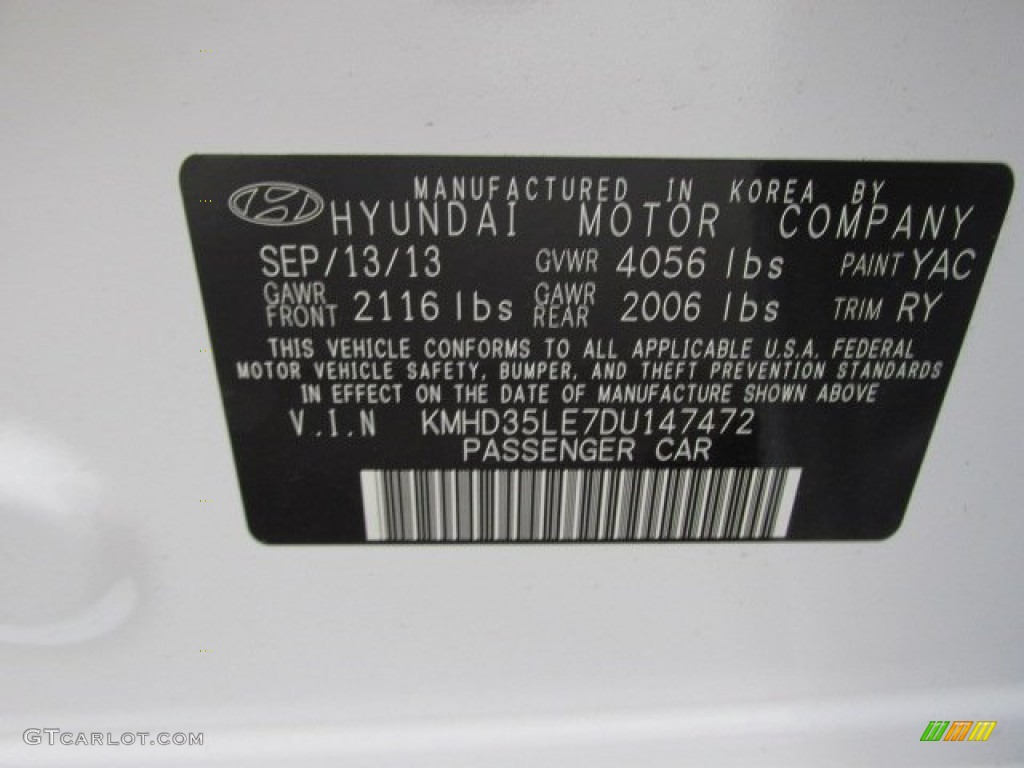 MANUFACTURED IN KOREA BY
HYUNDAI MOTOR COMPANY
SEP/13/13 GVWR 4056 lbs PAINT YAC
GAWR FRONT 2116 lbs GAWR REAR 2006 lbs TRIM RY
THIS VEHICLE CONFORMS TO ALL APPLICABLE U.S.A. FEDERAL
MOTOR VEHICLE SAFETY, BUMPER, AND THEFT PREVENTION STANDARDS
IN EFFECT ON THE DATE OF MANUFACTURE SHOWN ABOVE
V.I.N KMHD35LE7DU147472
PASSENGER CAR
GTCARLOT.COM